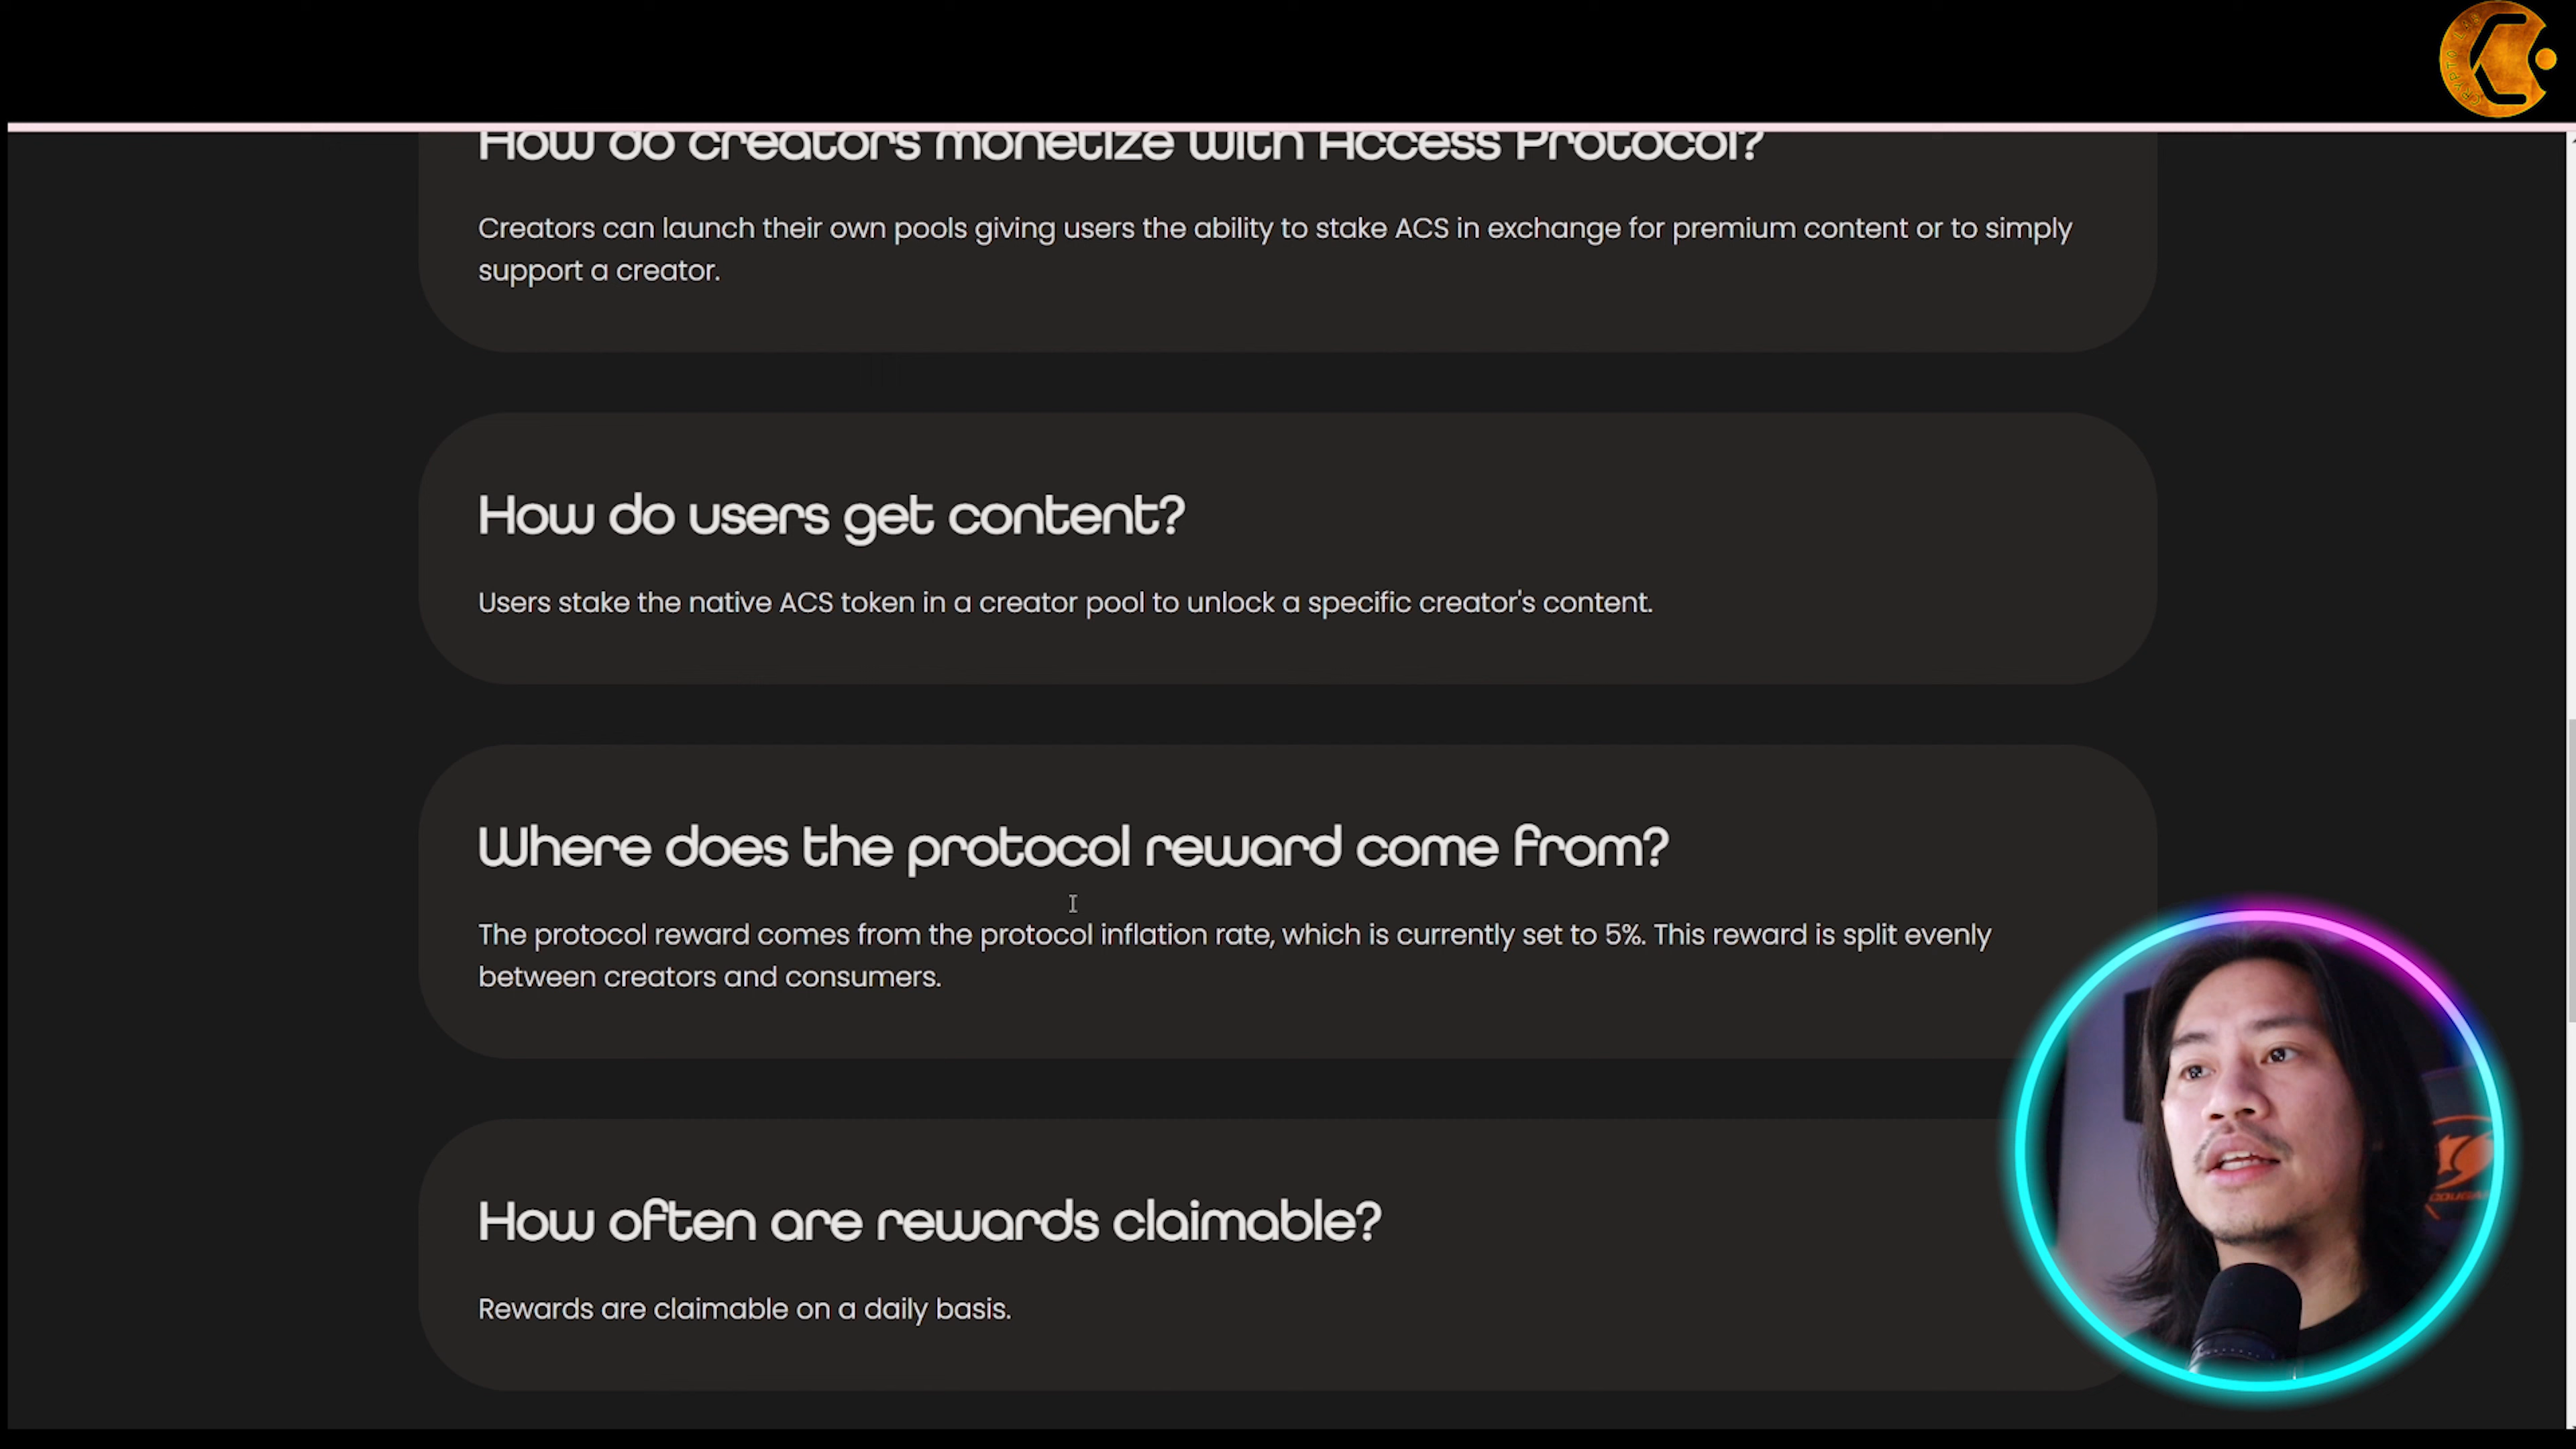 CRYPTO LAB
How do creators monetize with Access Protocol?
Creators can launch their own pools giving users the ability to stake ACS in exchange for premium content or to simply
support a creator.
How do users get content?
Users stake the native ACS token in a creator pool to unlock a specific creator's content.
Where does the protocol reward come from?
The protocol reward comes from the protocol inflation rate, which is currently set to 5%. This reward is split evenly
between creators and consumers.
How often are rewards claimable?
Rewards are claimable on a daily basis.
COUGAR